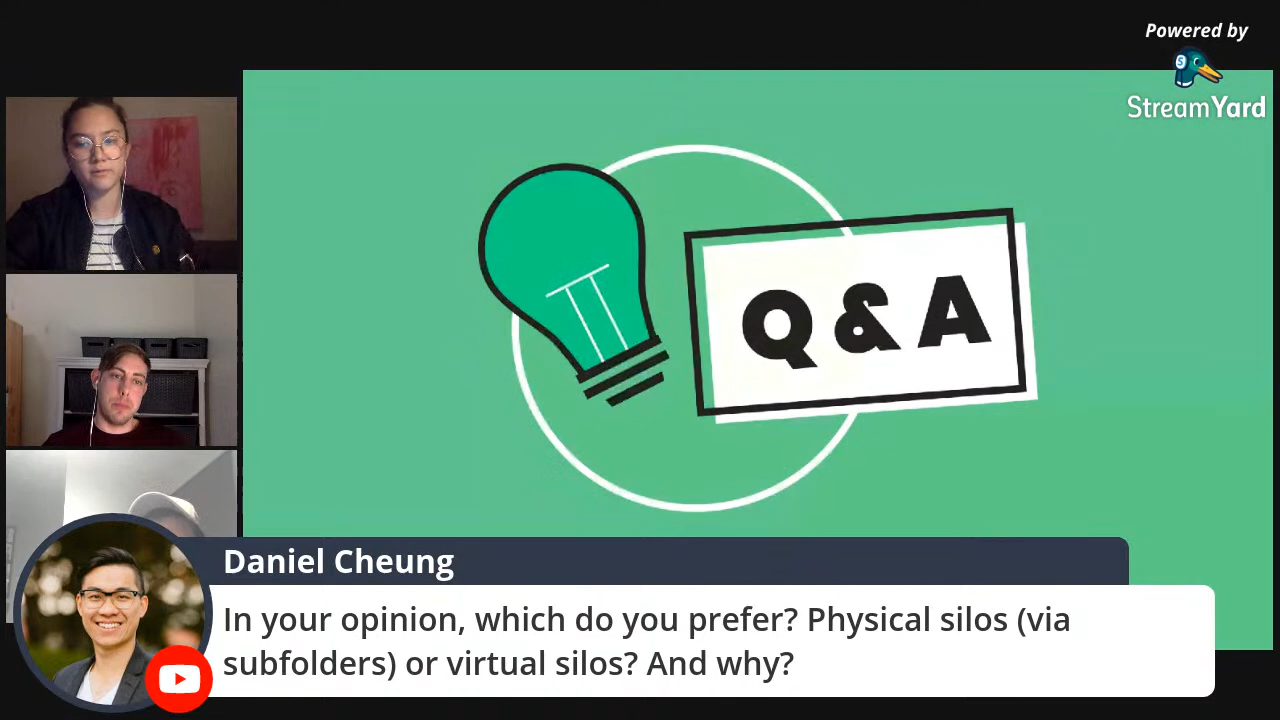 Powered by
StreamYard
Q & A
Daniel Cheung
In your opinion, which do you prefer? Physical silos (via
subfolders) or virtual silos? And why?